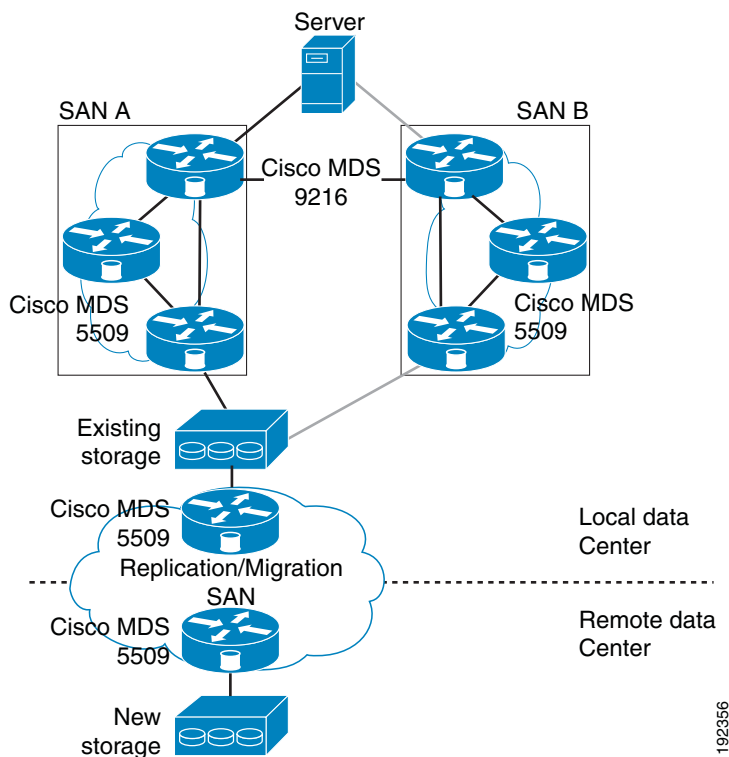 Server
SAN A
SAN B
Cisco MDS
9216
Cisco MDS
5509
Cisco MDS
5509
Existing
storage
Cisco MDS
5509
Local data
Center
Replication/Migration
SAN
Cisco MDS
5509
Remote data
Center
New
storage
192356